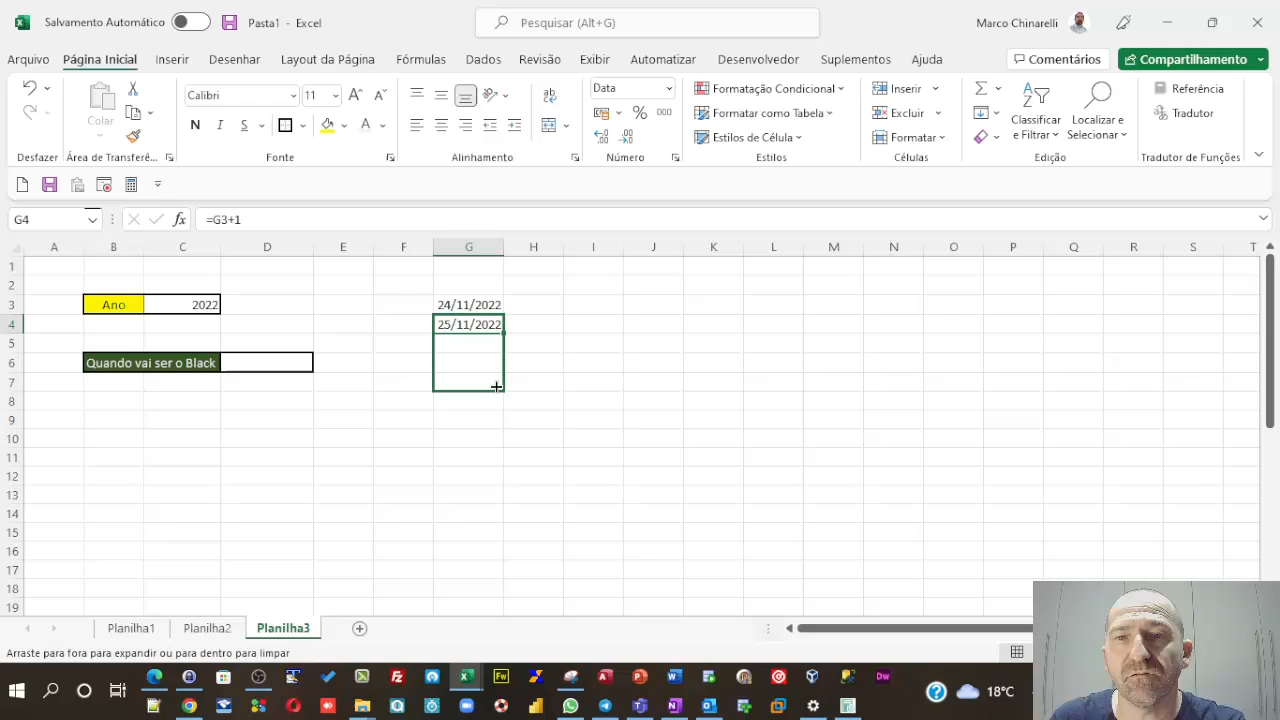 Salvamento Automático
Pasta1 - Excel
Pesquisar (Alt+G)
Marco Chinarelli
Arquivo
Página Inicial
Inserir
Desenhar
Layout da Página
Fórmulas
Dados
Revisão
Exibir
Automatizar
Desenvolvedor
Suplementos
Ajuda
Comentários
Compartilhamento
Colar
Calibri
11
N I S
Data
% 000
Formatação Condicional
Formatar como Tabela
Estilos de Célula
Inserir
Excluir
Formatar
Classificar
e Filtrar
Localizar e
Selecionar
Referência
Tradutor
Desfazer
Área de Transferê...
Fonte
Alinhamento
Número
Estilos
Células
Edição
Tradutor de Funções
G4
fx
=G3+1
A B C D E F G H I J K L M N O P Q R S T
1
2
3 Ano 2022 24/11/2022
4 25/11/2022
5
6 Quando vai ser o Black
7
8
9
10
11
12
13
14
15
16
17
18
19
Planilha1
Planilha2
Planilha3
Arraste para fora para expandir ou para dentro para limpar
18°C